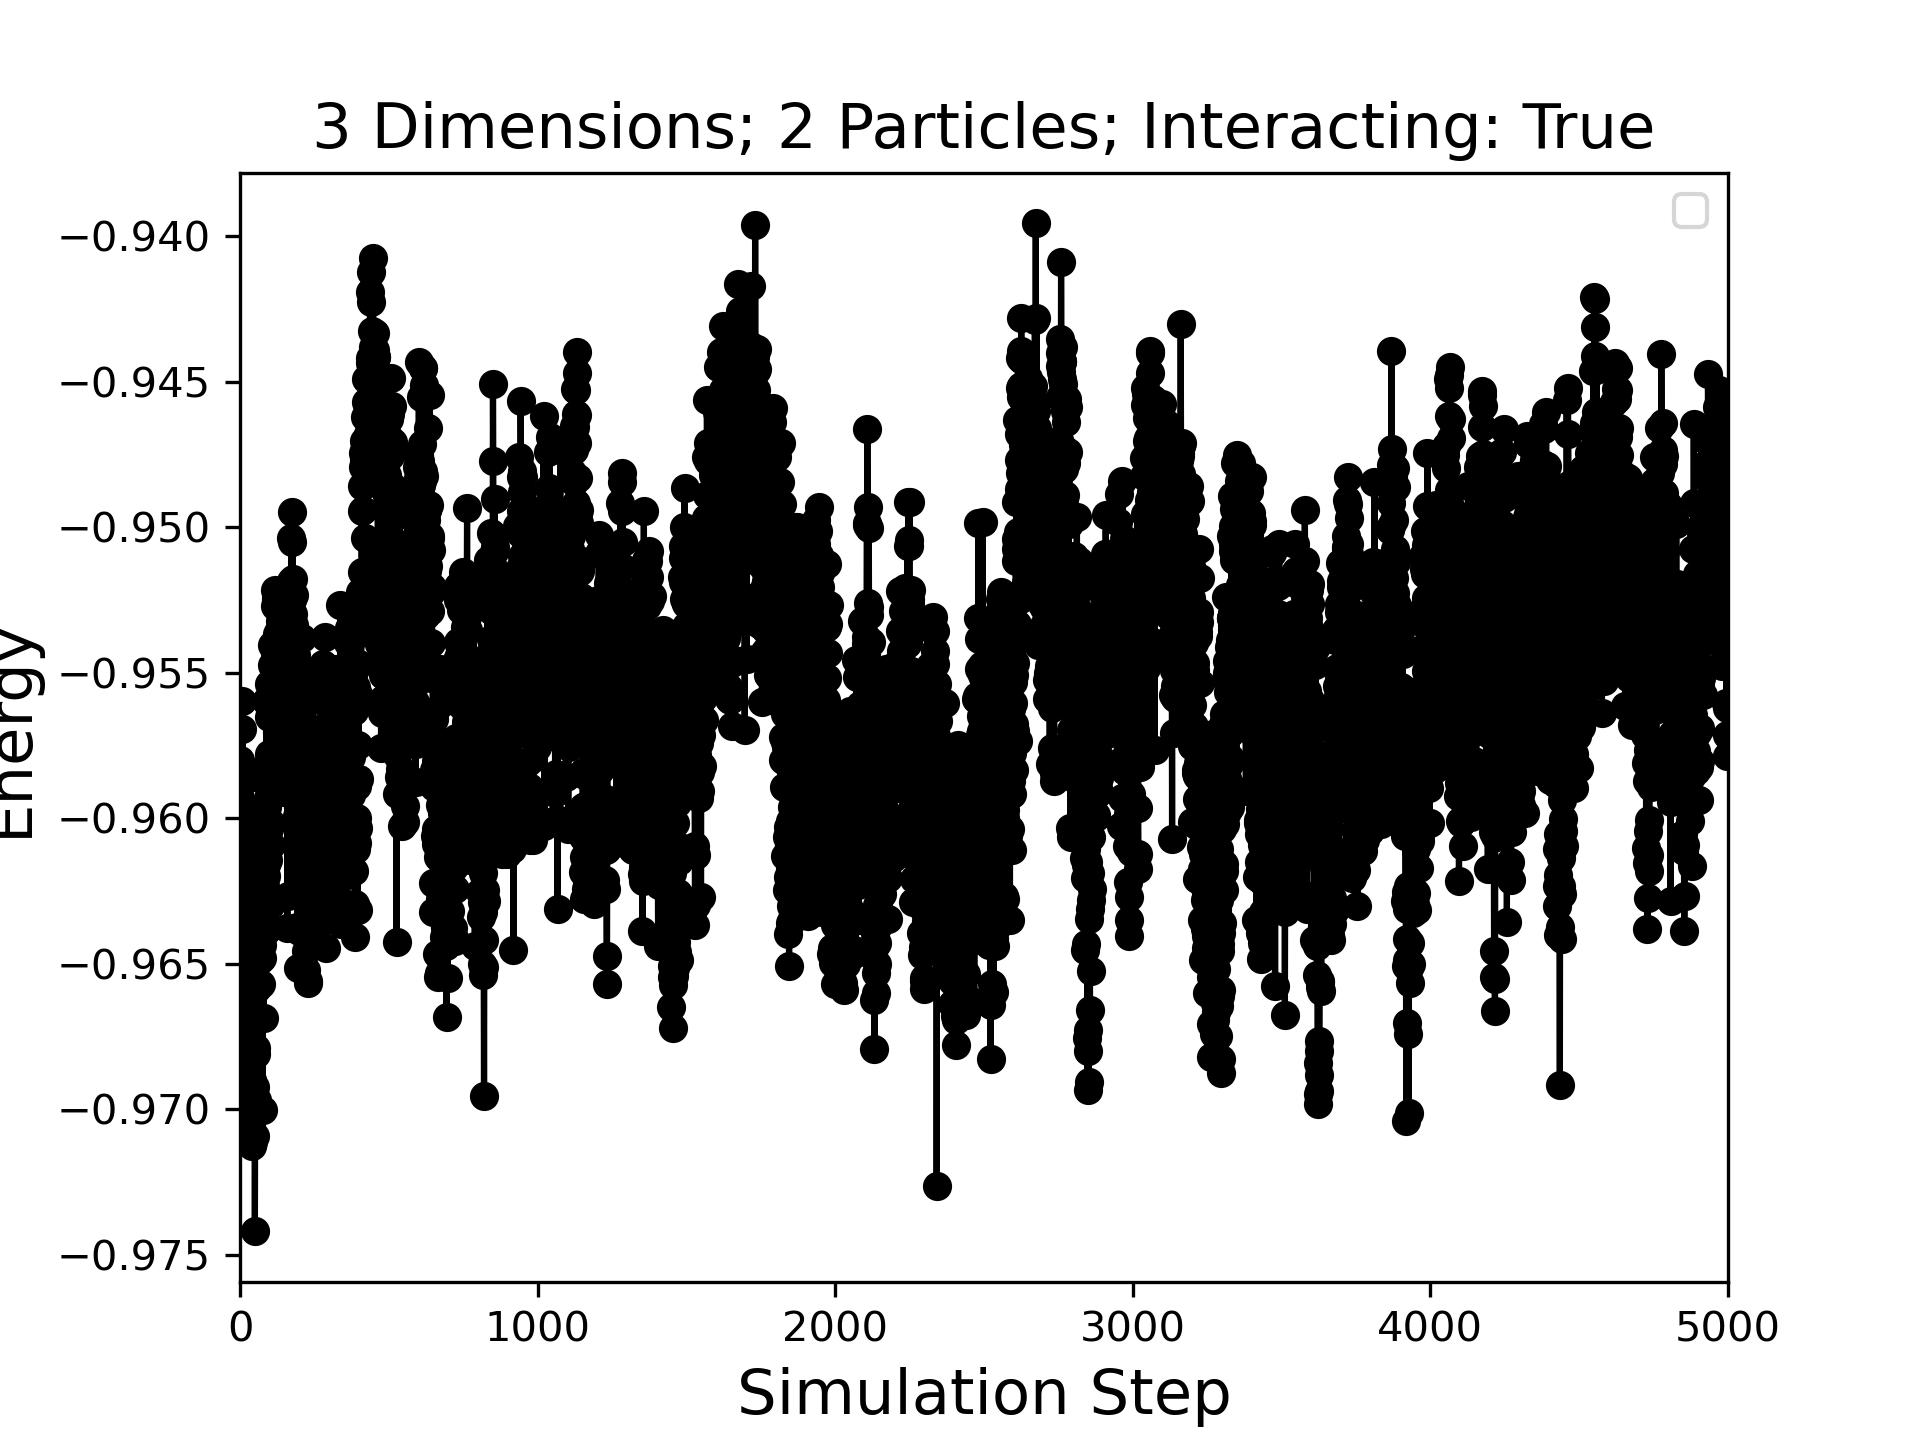 3 Dimensions; 2 Particles; Interacting: True
−0.940
−0.945
−0.950
−0.955
−0.960
−0.965
−0.970
−0.975
Energy
0 1000 2000 3000 4000 5000
Simulation Step